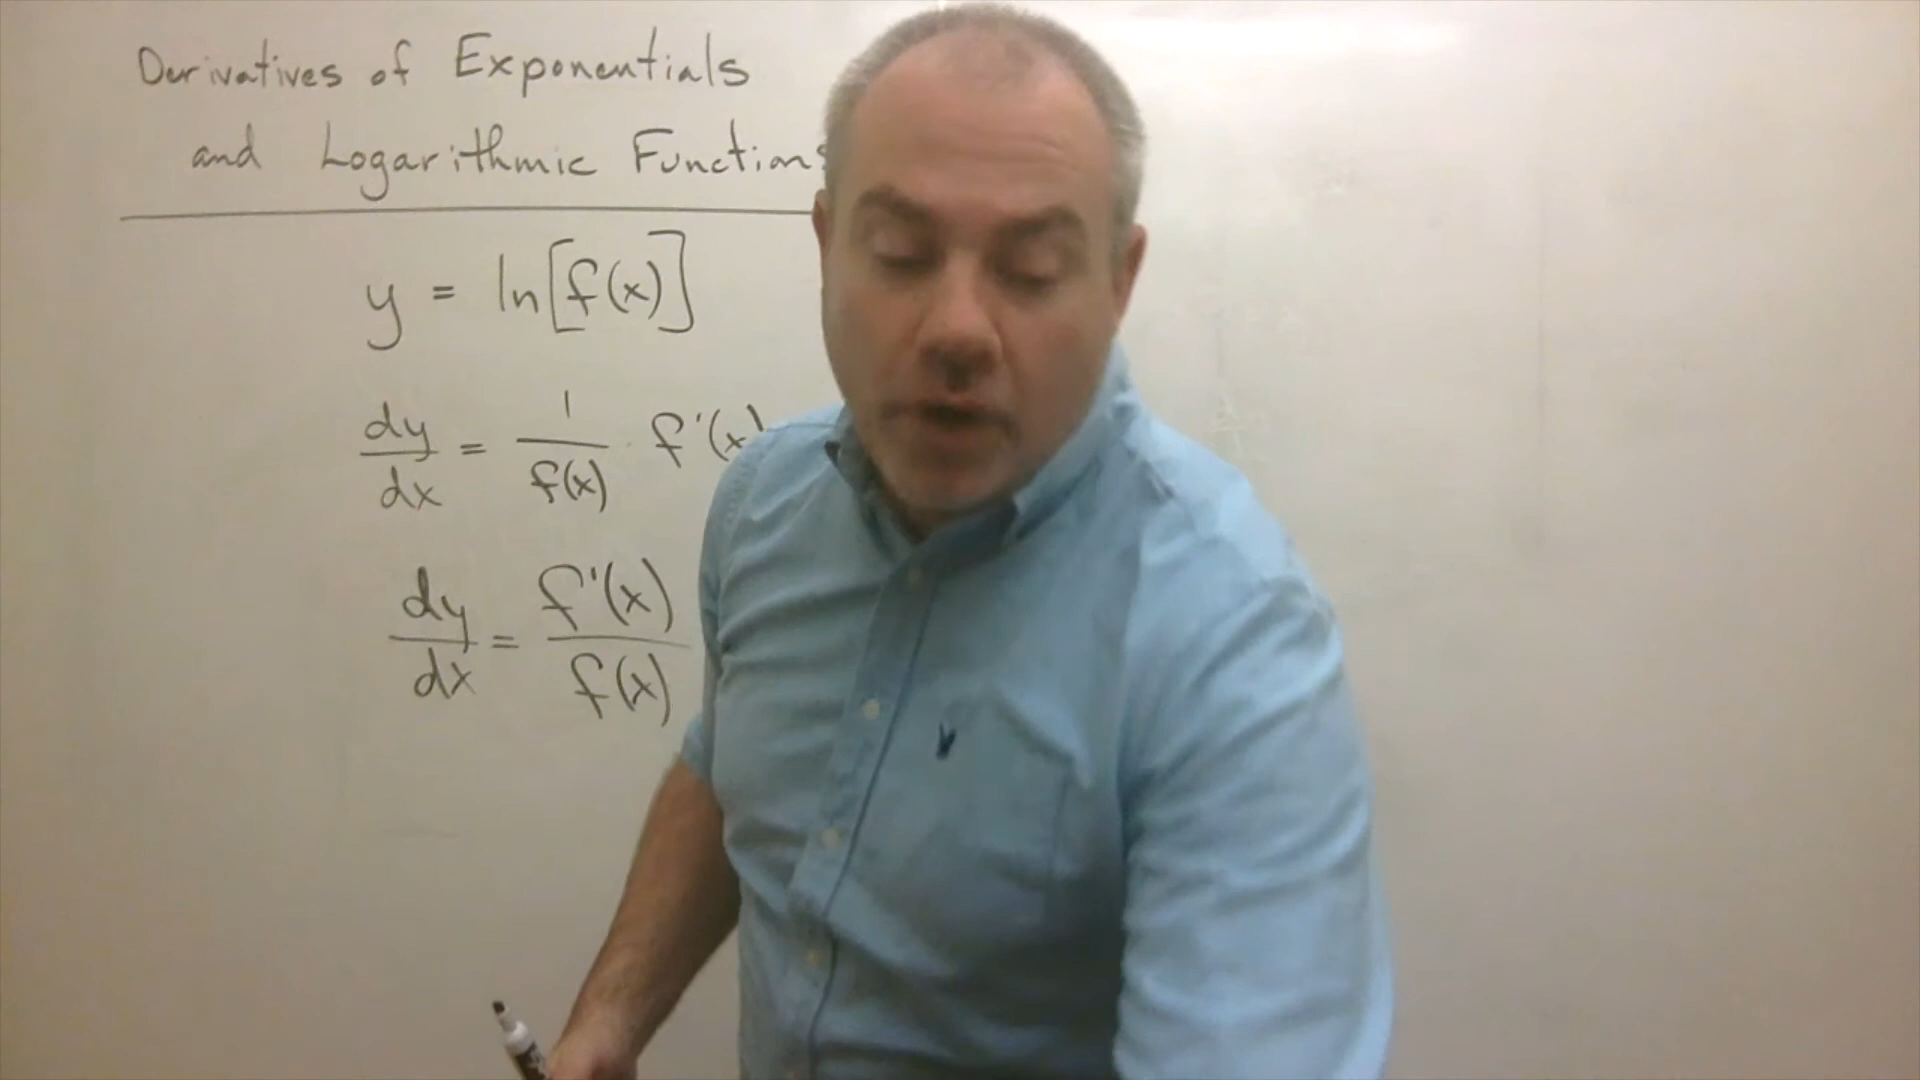 Derivatives of Exponentials
and Logarithmic Functions
y = ln[f(x)]
dy/dx = 1/f(x) · f'(x)
dy/dx = f'(x)/f(x)